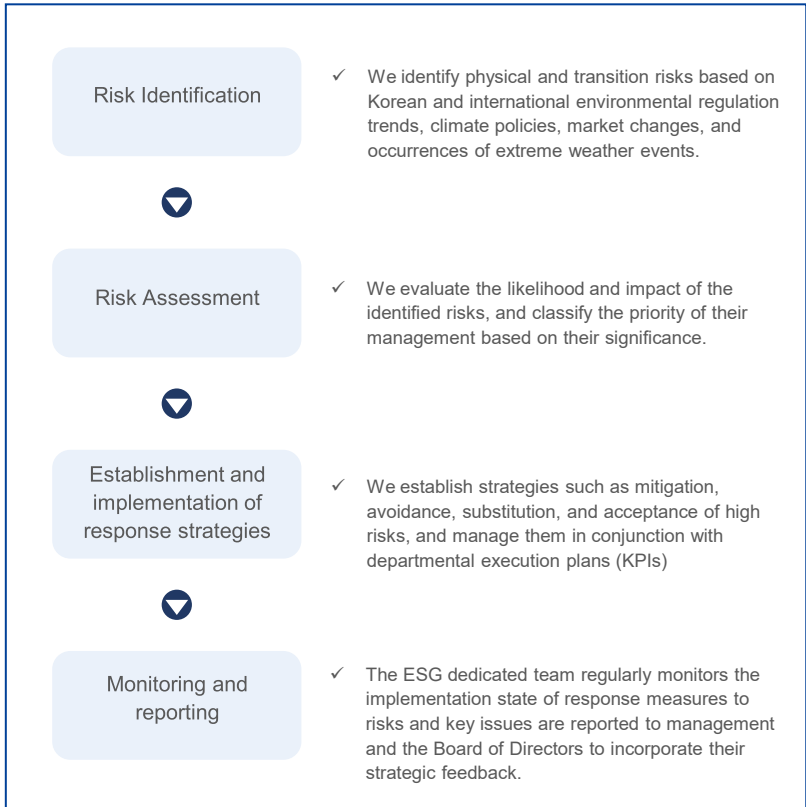 Risk Identification
✓ We identify physical and transition risks based on
Korean and international environmental regulation
trends, climate policies, market changes, and
occurrences of extreme weather events.
Risk Assessment
✓ We evaluate the likelihood and impact of the
identified risks, and classify the priority of their
management based on their significance.
Establishment and
implementation of
response strategies
✓ We establish strategies such as mitigation,
avoidance, substitution, and acceptance of high
risks, and manage them in conjunction with
departmental execution plans (KPIs)
Monitoring and
reporting
✓ The ESG dedicated team regularly monitors the
implementation state of response measures to
risks and key issues are reported to management
and the Board of Directors to incorporate their
strategic feedback.